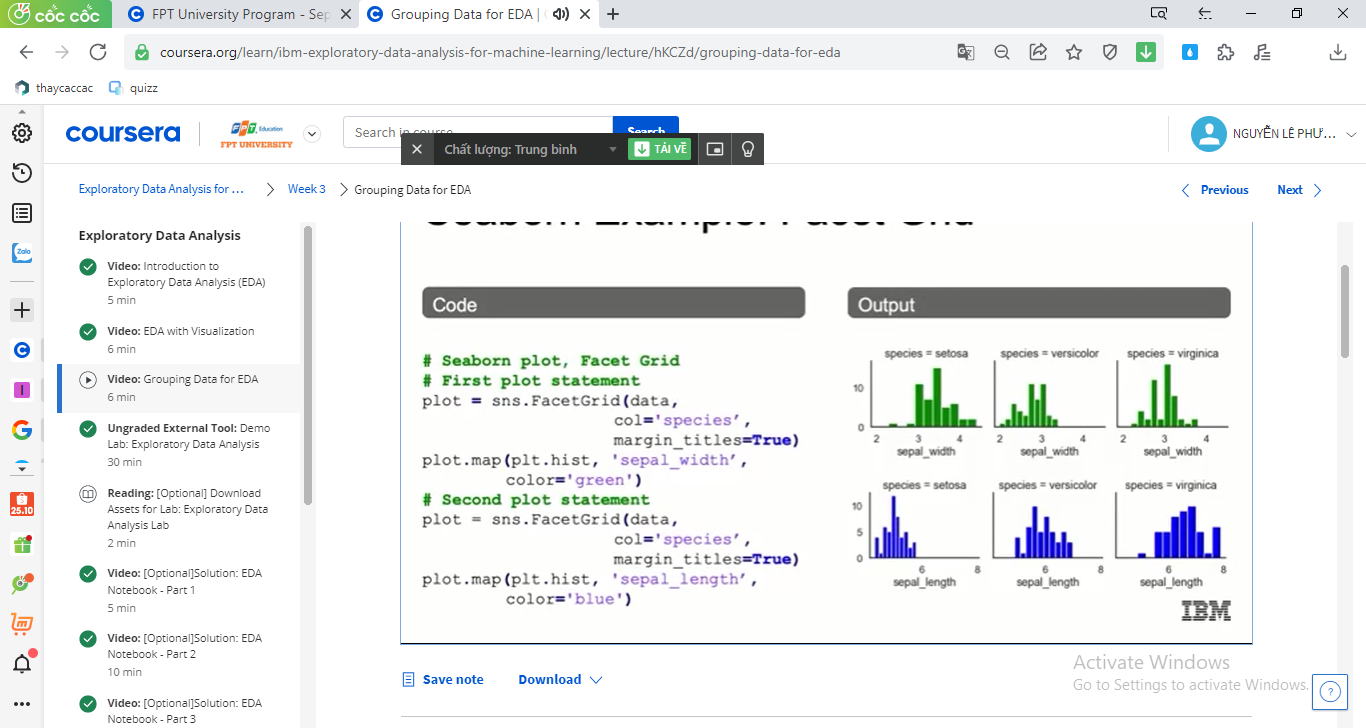 cốc cốc
FPT University Program - Sep
Grouping Data for EDA |
coursera.org/learn/ibm-exploratory-data-analysis-for-machine-learning/lecture/hKCZd/grouping-data-for-eda
thaycaccac
quizz
coursera
FPT Education
FPT UNIVERSITY
Search in course
Search
Chất lượng: Trung bình
TẢI VỀ
NGUYỄN LÊ PHƯ...
Exploratory Data Analysis for ...
Week 3
Grouping Data for EDA
Previous
Next
Zalo
25.10
Exploratory Data Analysis
Video: Introduction to
Exploratory Data Analysis (EDA)
5 min
Video: EDA with Visualization
6 min
Video: Grouping Data for EDA
6 min
Ungraded External Tool: Demo
Lab: Exploratory Data Analysis
30 min
Reading: [Optional] Download
Assets for Lab: Exploratory Data
Analysis Lab
2 min
Video: [Optional]Solution: EDA
Notebook - Part 1
5 min
Video: [Optional]Solution: EDA
Notebook - Part 2
10 min
Video: [Optional]Solution: EDA
Notebook - Part 3
Seaborn Example: Facet Grid
Code
# Seaborn plot, Facet Grid
# First plot statement
plot = sns.FacetGrid(data,
col='species',
margin_titles=True)
plot.map(plt.hist, 'sepal_width',
color='green')
# Second plot statement
plot = sns.FacetGrid(data,
col='species',
margin_titles=True)
plot.map(plt.hist, 'sepal_length',
color='blue')
Output
species = setosa species = versicolor species = virginica
10
0
2 3 4 2 3 4 2 3 4
sepal_width sepal_width sepal_width
species = setosa species = versicolor species = virginica
10
5
0
6 8 6 8 6 8
sepal_length sepal_length sepal_length
IBM
Save note
Download
Activate Windows
Go to Settings to activate Windows.
?